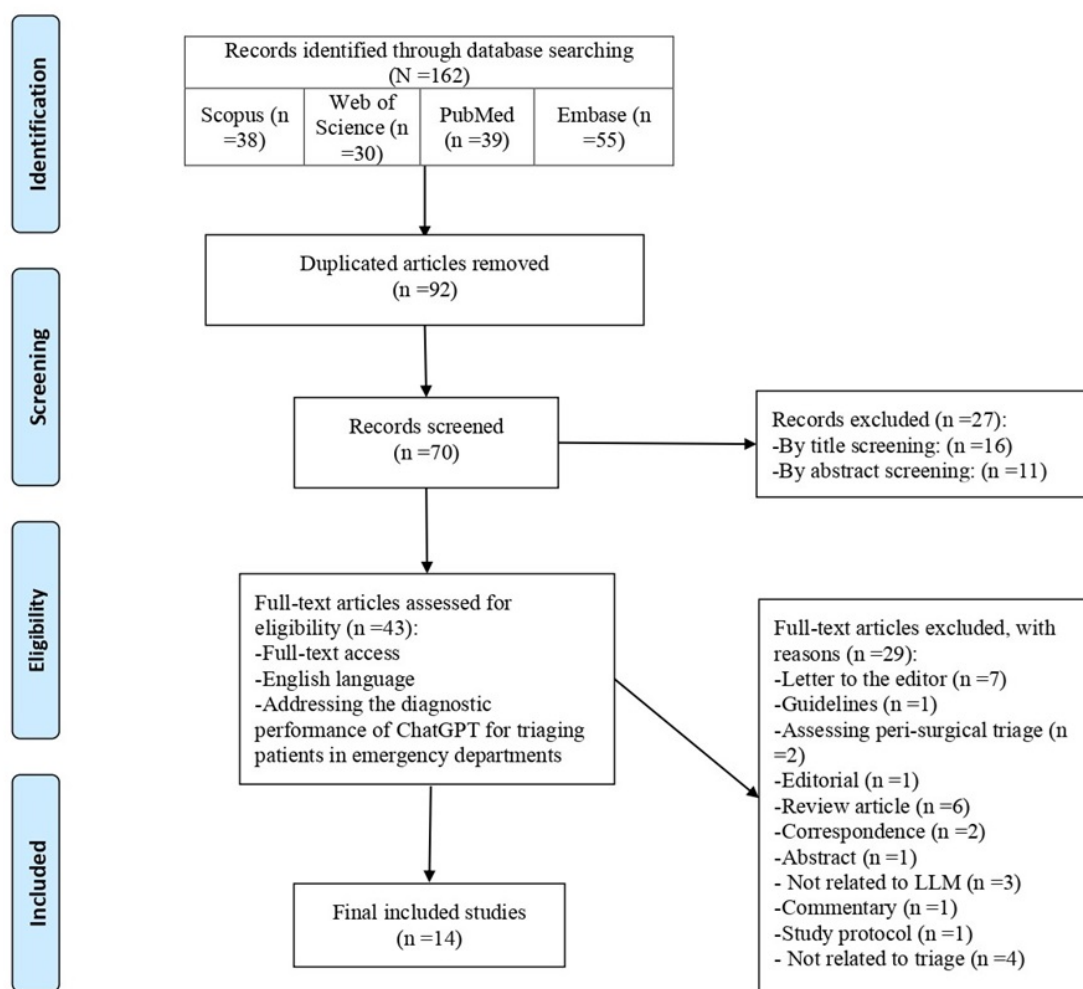 Identification
Records identified through database searching
(N =162)
Scopus (n
=38)
Web of
Science (n
=30)
PubMed
(n =39)
Embase (n
=55)
Duplicated articles removed
(n =92)
Screening
Records screened
(n =70)
Records excluded (n =27):
-By title screening: (n =16)
-By abstract screening: (n =11)
Eligibility
Full-text articles assessed for
eligibility (n =43):
-Full-text access
-English language
-Addressing the diagnostic
performance of ChatGPT for triaging
patients in emergency departments
Full-text articles excluded, with
reasons (n =29):
-Letter to the editor (n =7)
-Guidelines (n =1)
-Assessing peri-surgical triage (n
=2)
-Editorial (n =1)
-Review article (n =6)
-Correspondence (n =2)
-Abstract (n =1)
- Not related to LLM (n =3)
-Commentary (n =1)
-Study protocol (n =1)
- Not related to triage (n =4)
Included
Final included studies
(n =14)